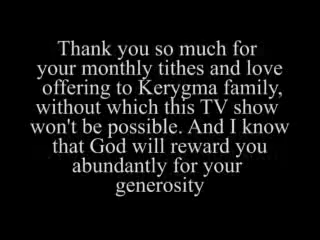 Thank you so much for
your monthly tithes and love
offering to Kerygma family,
without which this TV show
won't be possible. And I know
that God will reward you
abundantly for your
generosity